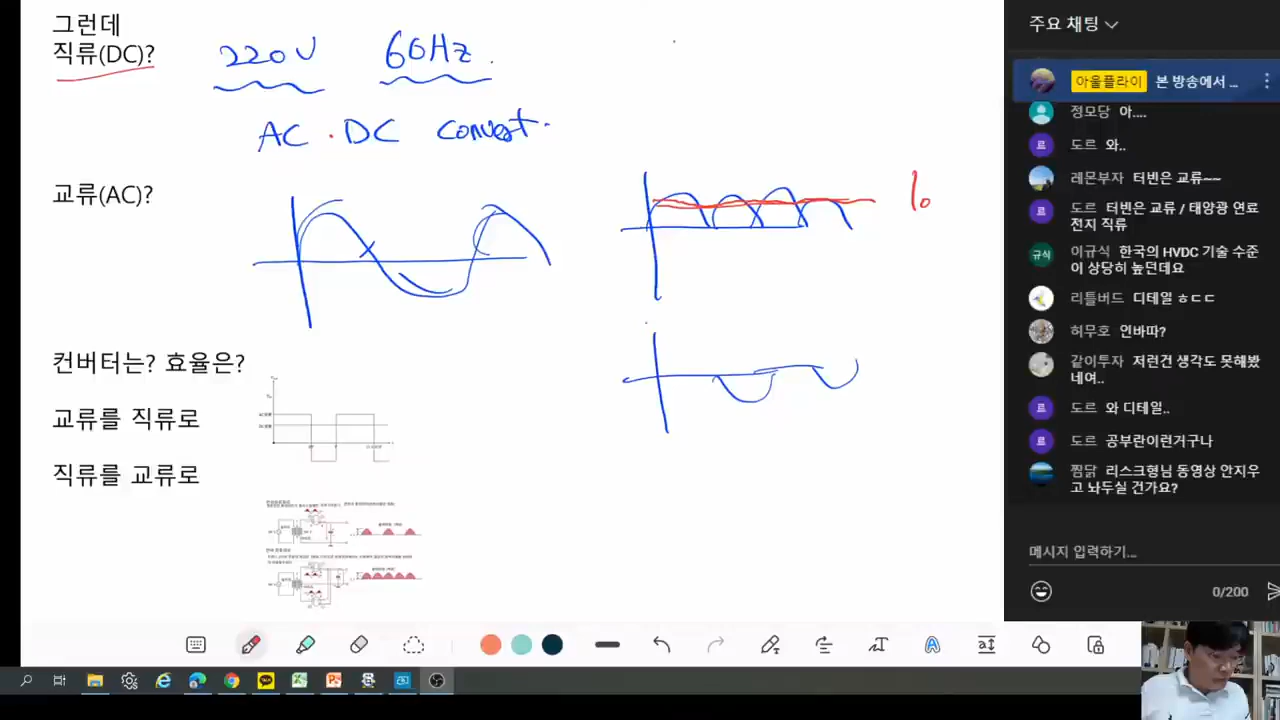 그런데
직류(DC)?
220V 60Hz.
AC · DC convert.
교류(AC)?
컨버터는? 효율은?
교류를 직류로
직류를 교류로
주요 채팅
아울플라이 본 방송에서 ...
정모당 아....
도르 와..
레몬부자 터빈은 교류~~
도르 터빈은 교류 / 태양광 연료
전지 직류
이규식 한국의 HVDC 기술 수준
이 상당히 높던데요
리틀버드 디테일 ㅎㄷㄷ
허무호 인바따?
같이투자 저런건 생각도 못해봤
네여..
도르 와 디테일..
도르 공부란이런거구나
찜닭 리스크형님 동영상 안지우
고 놔두실 건가요?
메시지 입력하기...
0/200